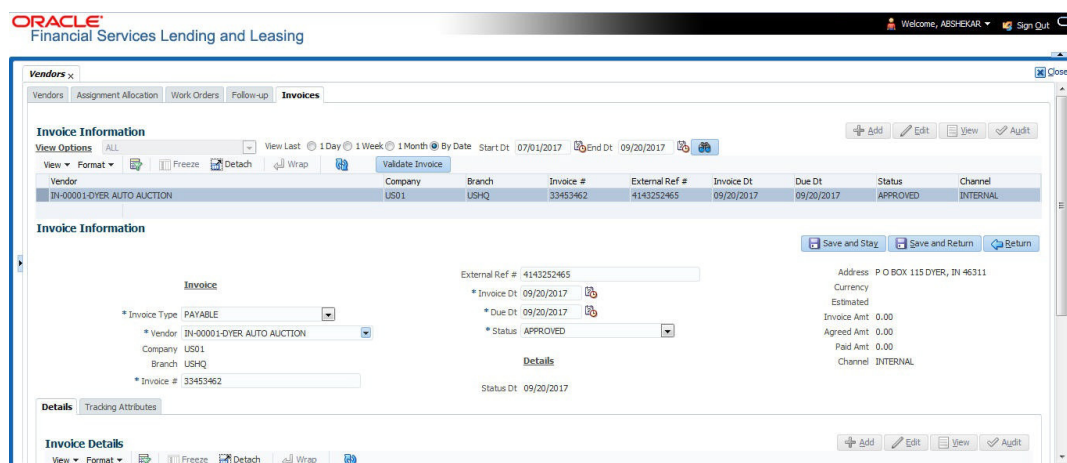 ORACLE
Financial Services Lending and Leasing
Welcome, ABSHEKAR Sign Out
Vendors x
Close
Vendors Assignment Allocation Work Orders Follow-up Invoices
Invoice Information
Add Edit View Audit
View Options ALL View Last 1 Day 1 Week 1 Month By Date Start Dt 07/01/2017 End Dt 09/20/2017
View Format Freeze Detach Wrap Validate Invoice
Vendor Company Branch Invoice # External Ref # Invoice Dt Due Dt Status Channel
IN-00001-DYER AUTO AUCTION US01 USHQ 33453462 4143252465 09/20/2017 09/20/2017 APPROVED INTERNAL
Invoice Information
Save and Stay Save and Return Return
Invoice
* Invoice Type PAYABLE
* Vendor IN-00001-DYER AUTO AUCTION
Company US01
Branch USHQ
* Invoice # 33453462
External Ref # 4143252465
* Invoice Dt 09/20/2017
* Due Dt 09/20/2017
* Status APPROVED
Details
Status Dt 09/20/2017
Address P O BOX 115 DYER, IN 46311
Currency
Estimated
Invoice Amt 0.00
Agreed Amt 0.00
Paid Amt 0.00
Channel INTERNAL
Details Tracking Attributes
Invoice Details
Add Edit View Audit
View Format Freeze Detach Wrap